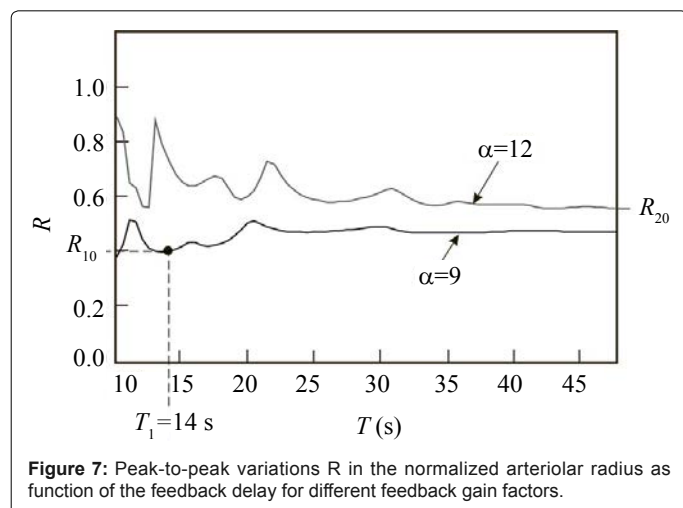 1.0
0.8
α=12
0.6
R
R20
R10
0.4
α=9
0.2
0.0
10 15 20 25 30 35 40 45
T1=14 s
T (s)
Figure 7: Peak-to-peak variations R in the normalized arteriolar radius as
function of the feedback delay for different feedback gain factors.